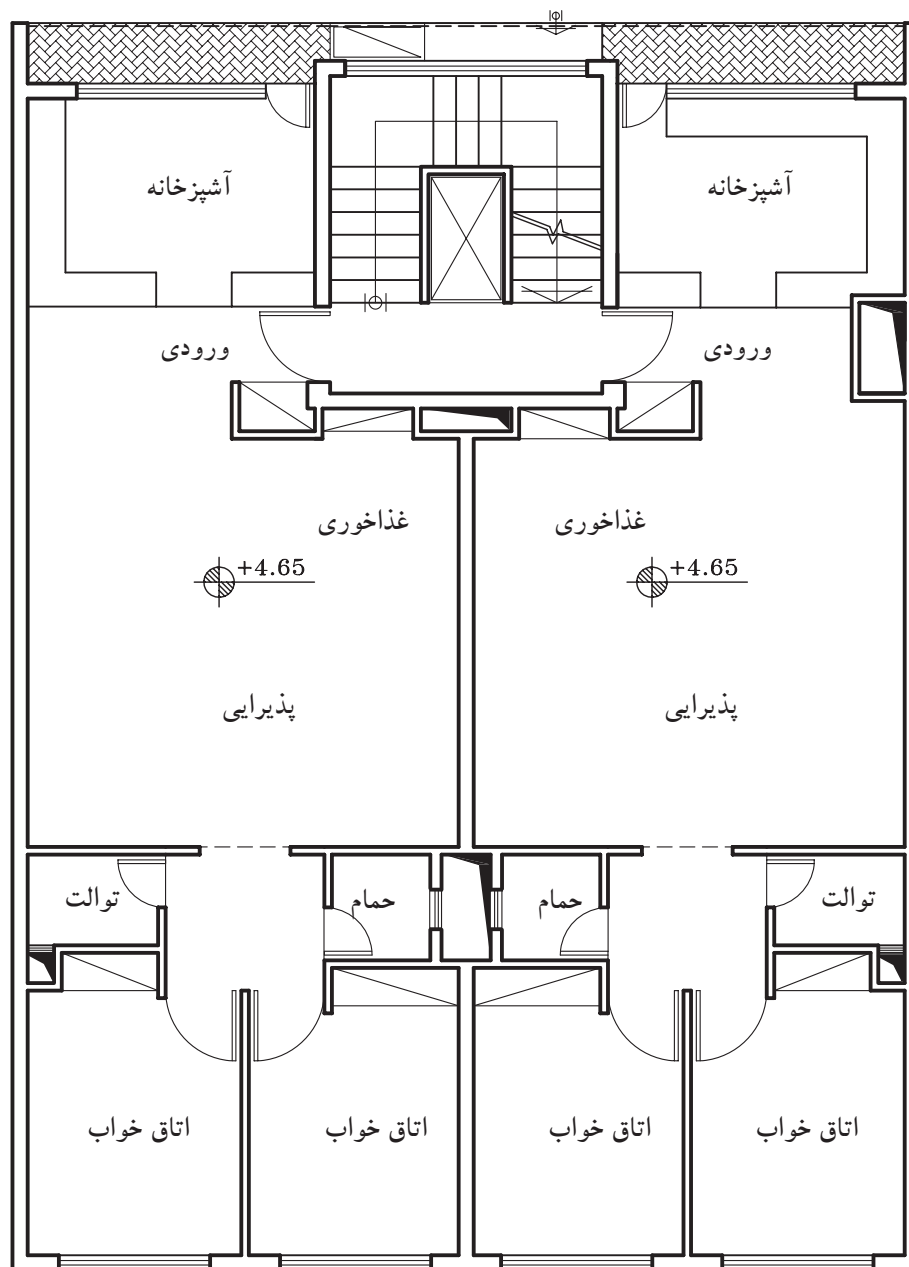 آشپزخانه
آشپزخانه
ورودی
ورودی
غذاخوری
غذاخوری
+4.65
+4.65
پذیرایی
پذیرایی
توالت
حمام
حمام
توالت
اتاق خواب
اتاق خواب
اتاق خواب
اتاق خواب